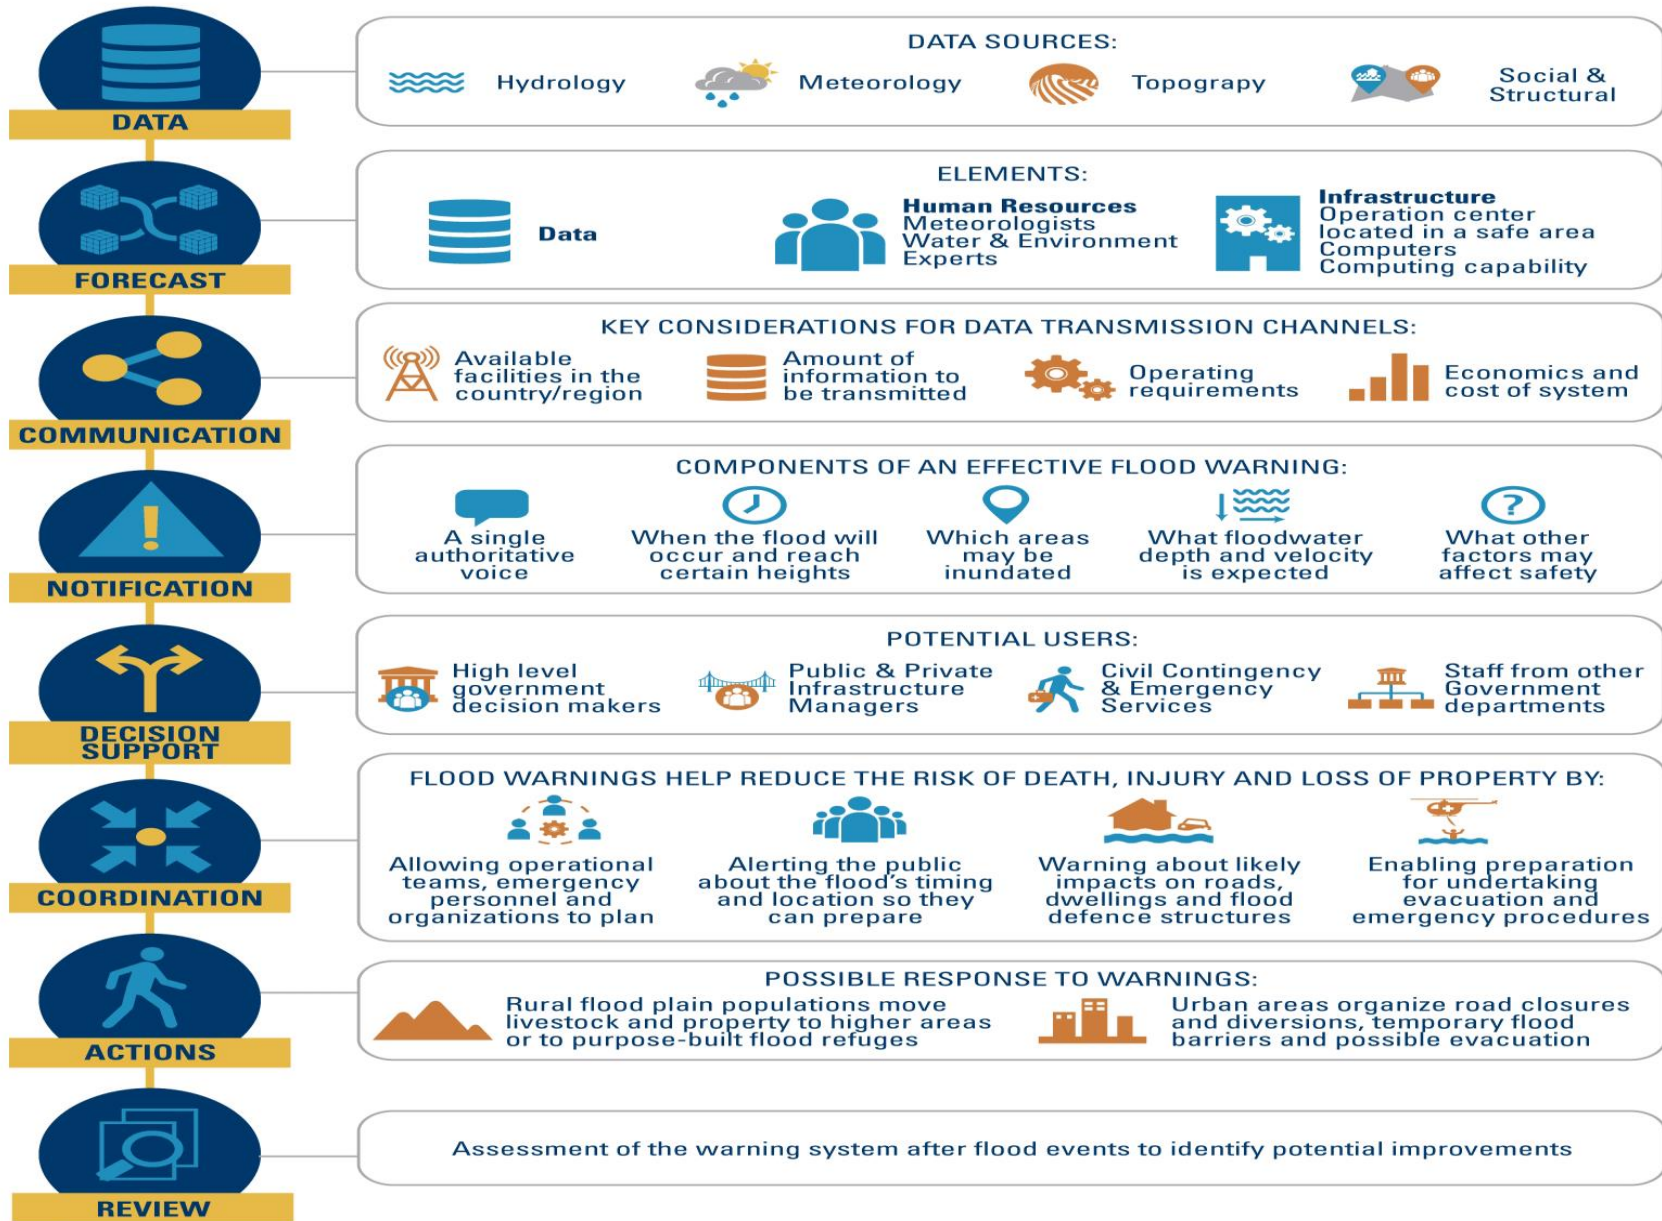 DATA
DATA SOURCES:
Hydrology
Meteorology
Topograpy
Social &
Structural
FORECAST
ELEMENTS:
Data
Human Resources
Meteorologists
Water & Environment
Experts
Infrastructure
Operation center
located in a safe area
Computers
Computing capability
COMMUNICATION
KEY CONSIDERATIONS FOR DATA TRANSMISSION CHANNELS:
Available
facilities in the
country/region
Amount of
information to
be transmitted
Operating
requirements
Economics and
cost of system
NOTIFICATION
COMPONENTS OF AN EFFECTIVE FLOOD WARNING:
A single
authoritative
voice
When the flood will
occur and reach
certain heights
Which areas
may be
inundated
What floodwater
depth and velocity
is expected
?
What other
factors may
affect safety
DECISION
SUPPORT
POTENTIAL USERS:
High level
government
decision makers
Public & Private
Infrastructure
Managers
Civil Contingency
& Emergency
Services
Staff from other
Government
departments
COORDINATION
FLOOD WARNINGS HELP REDUCE THE RISK OF DEATH, INJURY AND LOSS OF PROPERTY BY:
Allowing operational
teams, emergency
personnel and
organizations to plan
Alerting the public
about the flood's timing
and location so they
can prepare
Warning about likely
impacts on roads,
dwellings and flood
defence structures
Enabling preparation
for undertaking
evacuation and
emergency procedures
ACTIONS
POSSIBLE RESPONSE TO WARNINGS:
Rural flood plain populations move
livestock and property to higher areas
or to purpose-built flood refuges
Urban areas organize road closures
and diversions, temporary flood
barriers and possible evacuation
REVIEW
Assessment of the warning system after flood events to identify potential improvements